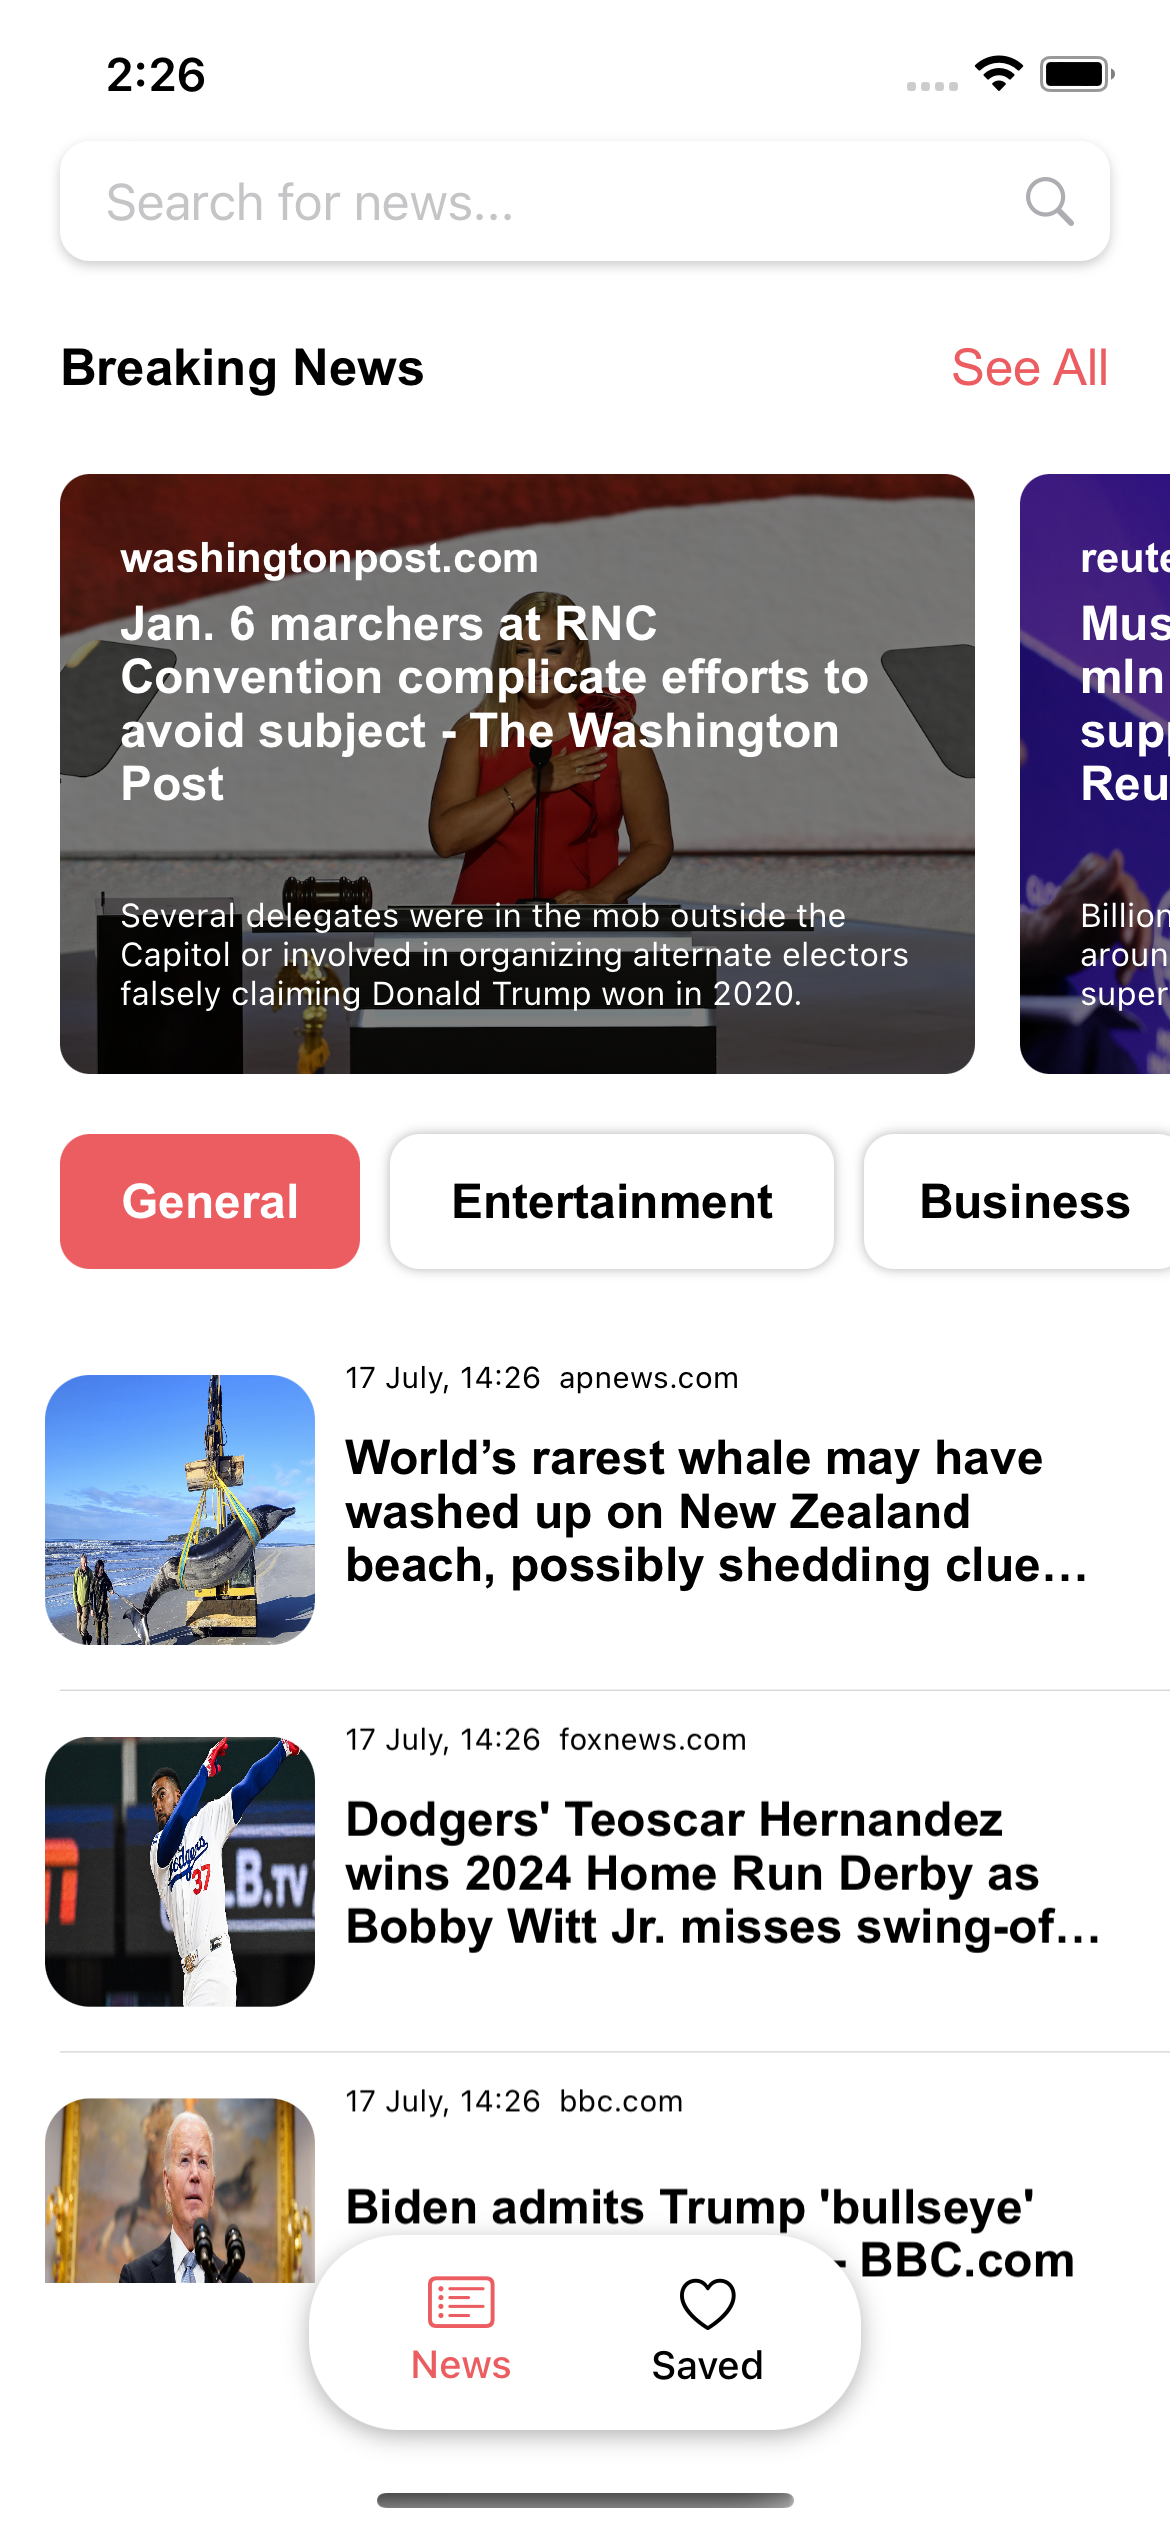 2:26
Search for news...
Breaking News
See All
washingtonpost.com
Jan. 6 marchers at RNC
Convention complicate efforts to
avoid subject - The Washington
Post
Several delegates were in the mob outside the
Capitol or involved in organizing alternate electors
falsely claiming Donald Trump won in 2020.
reute
Mus
mln
supp
Reu
Billion
aroun
super
General
Entertainment
Business
17 July, 14:26 apnews.com
World’s rarest whale may have
washed up on New Zealand
beach, possibly shedding clue...
17 July, 14:26 foxnews.com
Dodgers' Teoscar Hernandez
wins 2024 Home Run Derby as
Bobby Witt Jr. misses swing-of...
Dodgers
37
B.TV
17 July, 14:26 bbc.com
Biden admits Trump 'bullseye'
- BBC.com
News
Saved